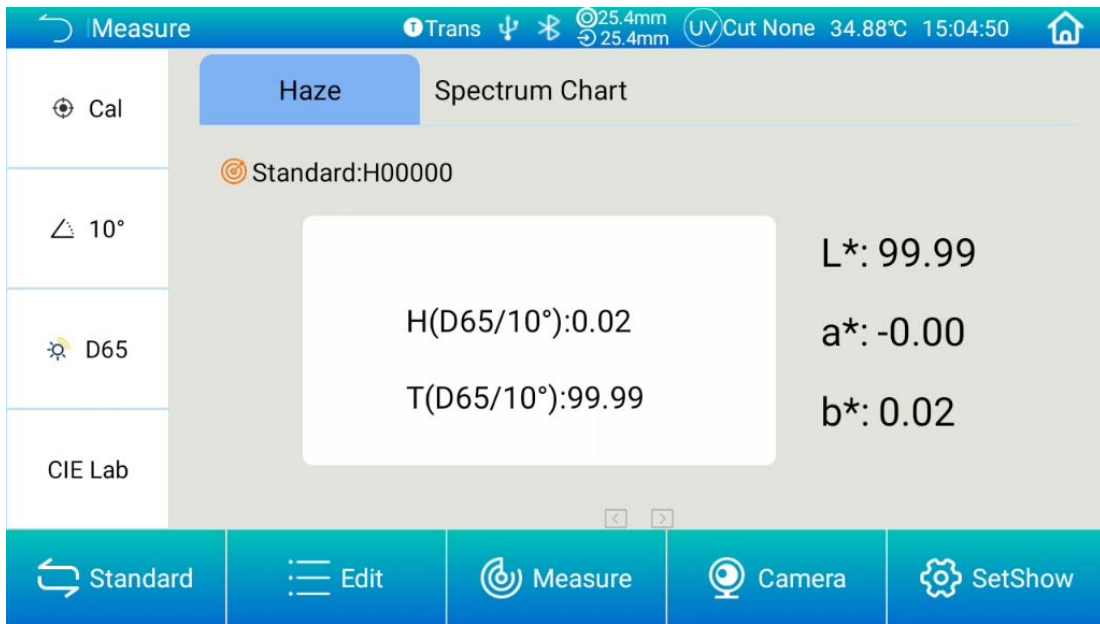 Measure
T Trans
25.4mm
25.4mm
UV Cut None
34.88℃
15:04:50
Cal
10°
D65
CIE Lab
Haze
Spectrum Chart
Standard:H00000
H(D65/10°):0.02
T(D65/10°):99.99
L*: 99.99
a*: -0.00
b*: 0.02
Standard
Edit
Measure
Camera
SetShow